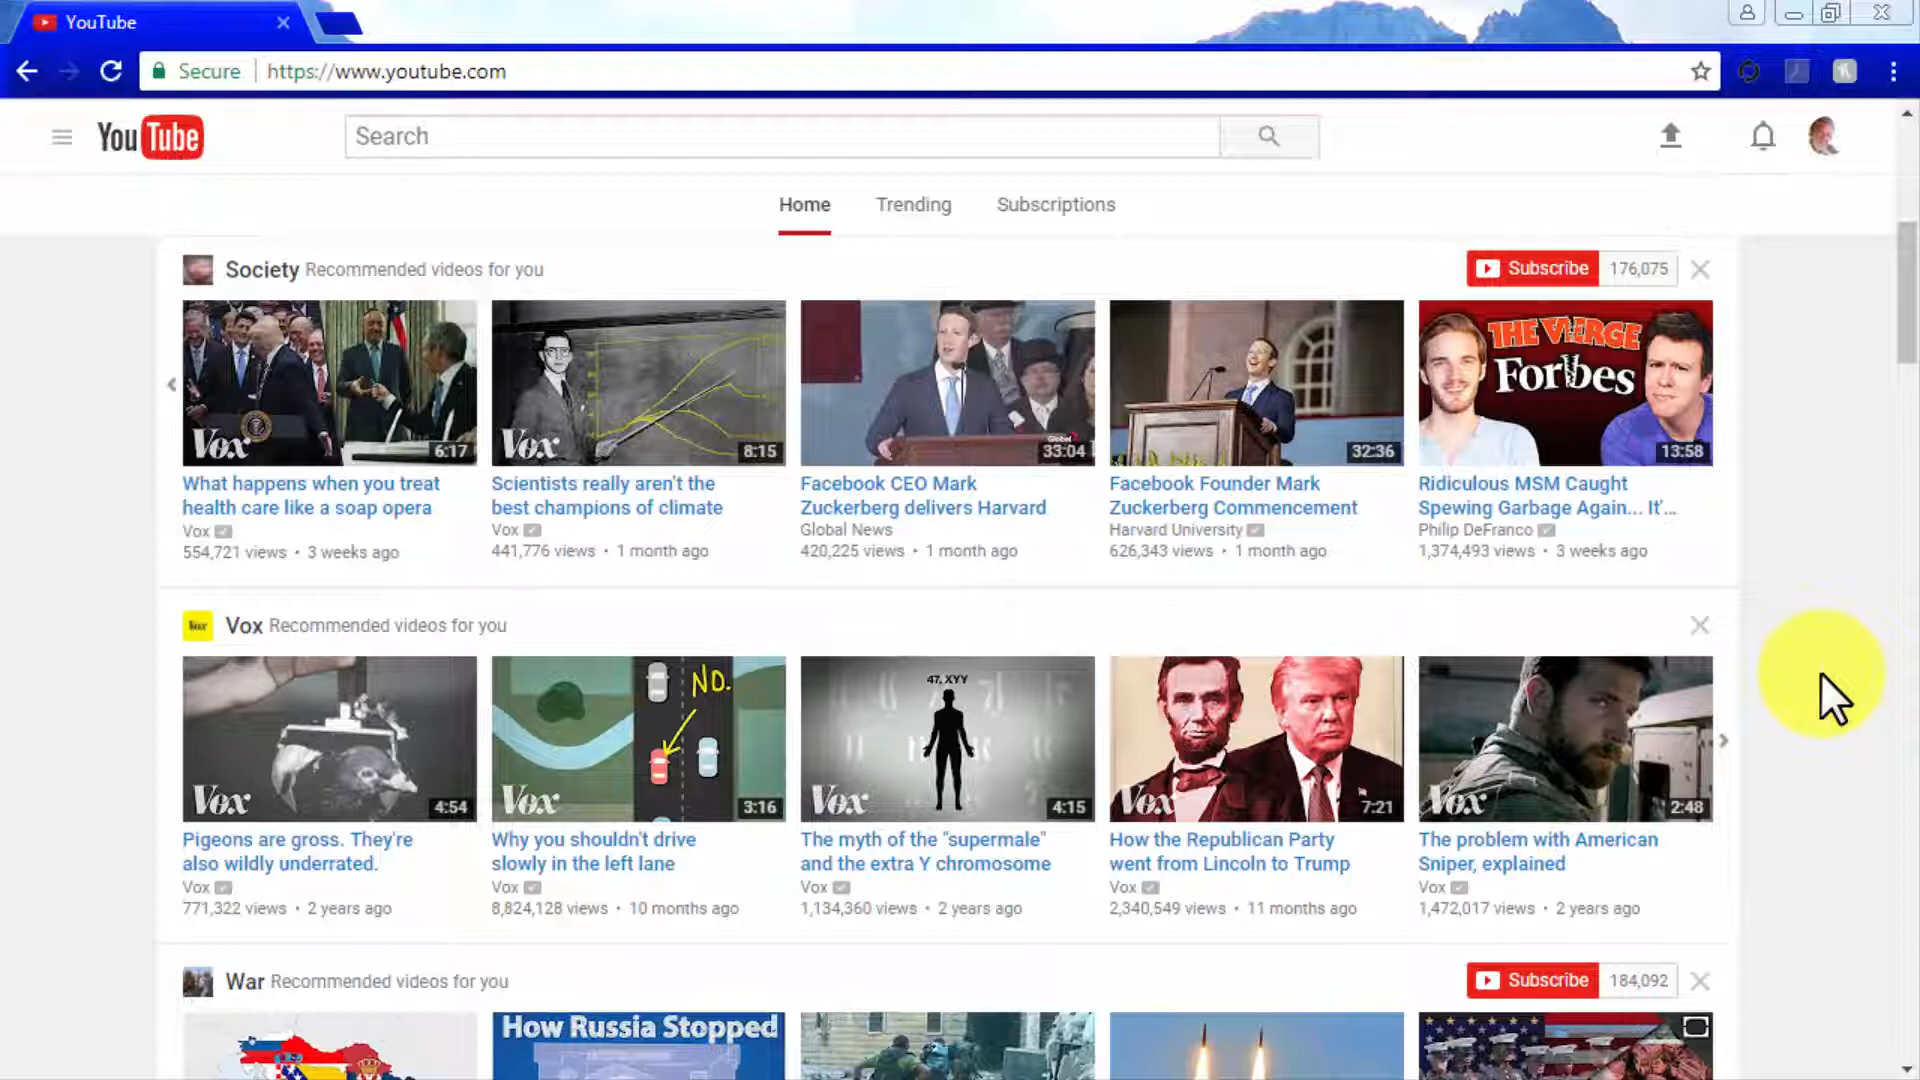 YouTube
Secure https://www.youtube.com
YouTube
Search
Home Trending Subscriptions
Society Recommended videos for you
Subscribe 176,075
Vox
6:17
Vox
8:15
Global
33:04
32:36
THE VERGE
Forbes
13:58
What happens when you treat
health care like a soap opera
Vox
554,721 views • 3 weeks ago
Scientists really aren't the
best champions of climate
Vox
441,776 views • 1 month ago
Facebook CEO Mark
Zuckerberg delivers Harvard
Global News
420,225 views • 1 month ago
Facebook Founder Mark
Zuckerberg Commencement
Harvard University
626,343 views • 1 month ago
Ridiculous MSM Caught
Spewing Garbage Again... It'...
Philip DeFranco
1,374,493 views • 3 weeks ago
Vox
Vox Recommended videos for you
Vox
4:54
NO.
Vox
3:16
47, XYY
Vox
4:15
Vox
7:21
Vox
2:48
Pigeons are gross. They're
also wildly underrated.
Vox
771,322 views • 2 years ago
Why you shouldn't drive
slowly in the left lane
Vox
8,824,128 views • 10 months ago
The myth of the "supermale"
and the extra Y chromosome
Vox
1,134,360 views • 2 years ago
How the Republican Party
went from Lincoln to Trump
Vox
2,340,549 views • 11 months ago
The problem with American
Sniper, explained
Vox
1,472,017 views • 2 years ago
War Recommended videos for you
Subscribe 184,092
How Russia Stopped